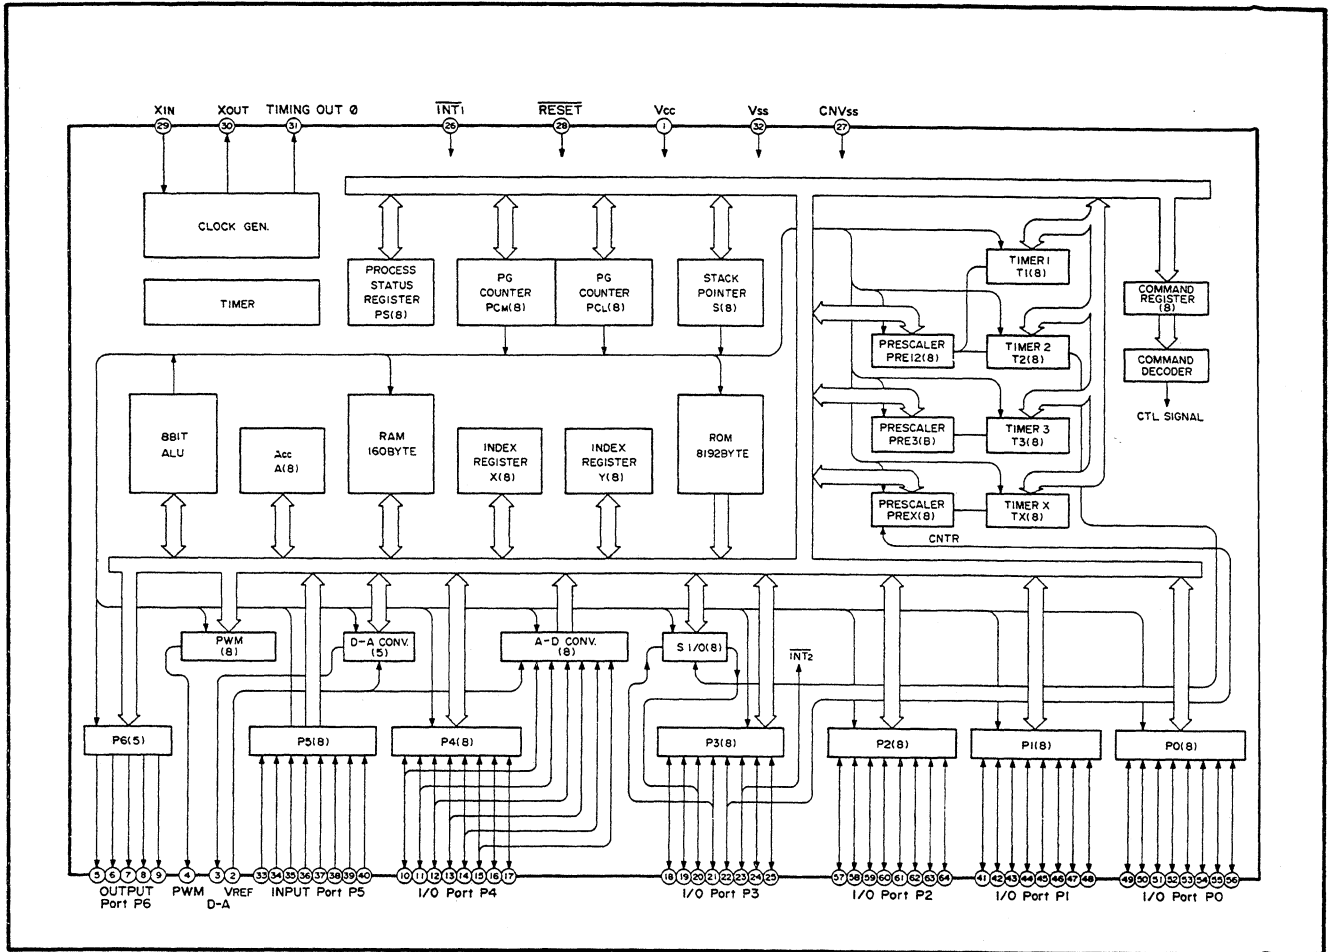 XIN
XOUT
TIMING OUT Ø
INT1
RESET
Vcc
Vss
CNVss
29
30
31
26
28
1
32
27
CLOCK GEN.
TIMER
PROCESS
STATUS
REGISTER
PS(8)
PG
COUNTER
PCM(8)
PG
COUNTER
PCL(8)
STACK
POINTER
S(8)
TIMER 1
T1(8)
PRESCALER
PRE12(8)
TIMER 2
T2(8)
COMMAND
REGISTER
(8)
COMMAND
DECODER
CTL SIGNAL
8BIT
ALU
Acc
A(8)
RAM
160BYTE
INDEX
REGISTER
X(8)
INDEX
REGISTER
Y(8)
ROM
8192BYTE
PRESCALER
PRE3(8)
TIMER 3
T3(8)
PRESCALER
PREX(8)
TIMER X
TX(8)
CNTR
PWM
(8)
D-A CONV.
(5)
A-D CONV.
(8)
S I/O(8)
INT2
P6(5)
P5(8)
P4(8)
P3(8)
P2(8)
P1(8)
P0(8)
5 6 7 8 9
4
3 2
33 34 35 36 37 38 39 40
10 11 12 13 14 15 16 17
18 19 20 21 22 23 24 25
57 58 59 60 61 62 63 64
41 42 43 44 45 46 47 48
49 50 51 52 53 54 55 56
OUTPUT
Port P6
PWM
D-A
VREF
INPUT Port P5
I/O Port P4
I/O Port P3
I/O Port P2
I/O Port P1
I/O Port P0